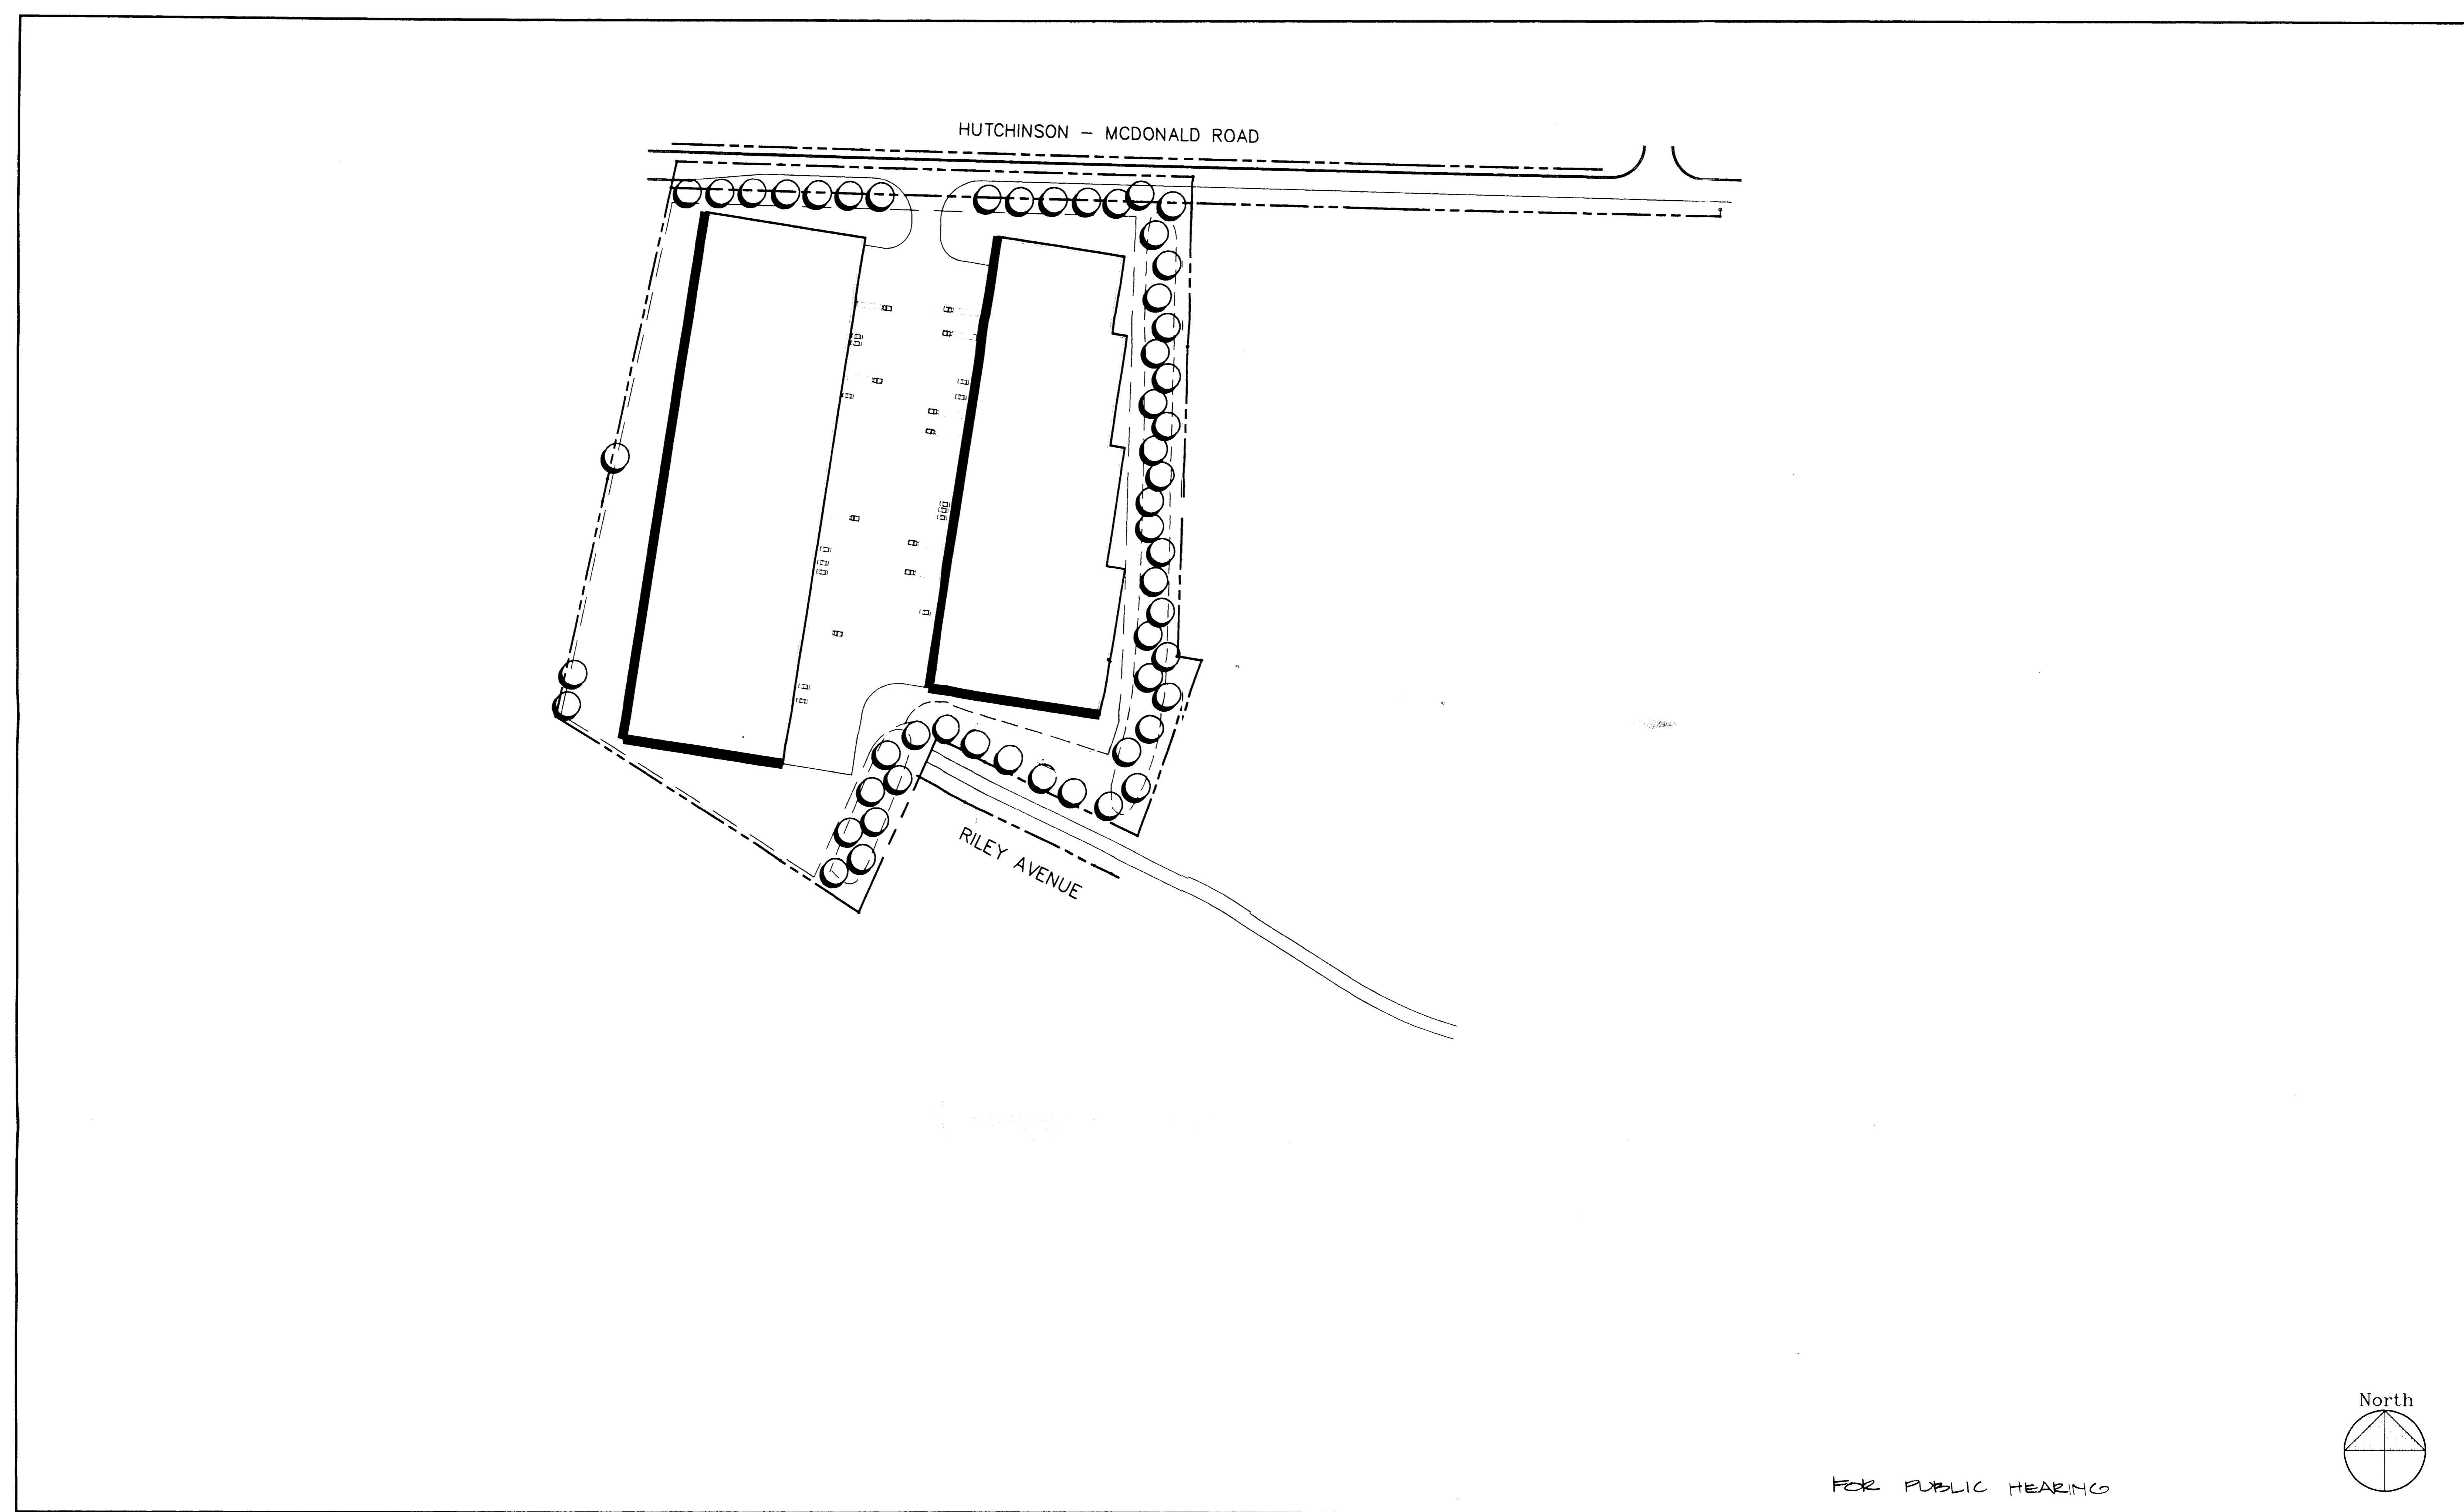 HUTCHINSON – MCDONALD ROAD
RILEY AVENUE
North
FOR PUBLIC HEARING